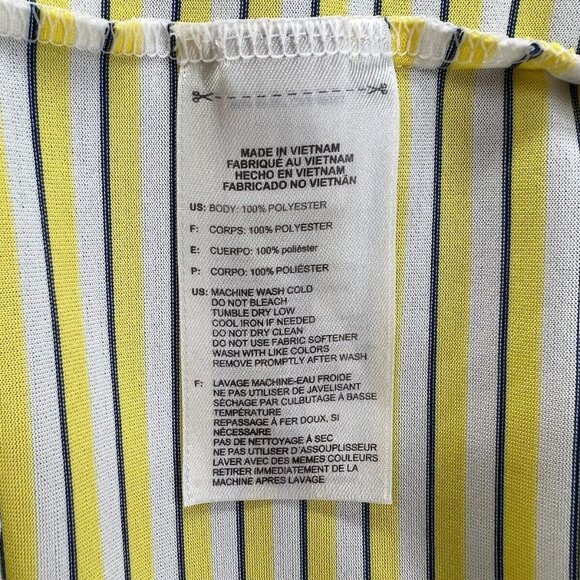 MADE IN VIETNAM
FABRIQUÉ AU VIETNAM
HECHO EN VIETNAM
FABRICADO NO VIETNÃN
US: BODY: 100% POLYESTER
F: CORPS: 100% POLYESTER
E: CUERPO: 100% poliéster
P: CORPO: 100% POLIÉSTER
US: MACHINE WASH COLD
DO NOT BLEACH
TUMBLE DRY LOW
COOL IRON IF NEEDED
DO NOT DRY CLEAN
DO NOT USE FABRIC SOFTENER
WASH WITH LIKE COLORS
REMOVE PROMPTLY AFTER WASH
F: LAVAGE MACHINE-EAU FROIDE
NE PAS UTILISER DE JAVELISANT
SÉCHAGE PAR CULBUTAGE À BASSE
TEMPÉRATURE
REPASSAGE À FER DOUX, SI
NÉCESSAIRE
PAS DE NETTOYAGE À SEC
NE PAS UTILISER D'ASSOUPLISSEUR
LAVER AVEC DES MEMES COULEURS
RETIRER IMMEDIATEMENT DE LA
MACHINE APRES LAVAGE